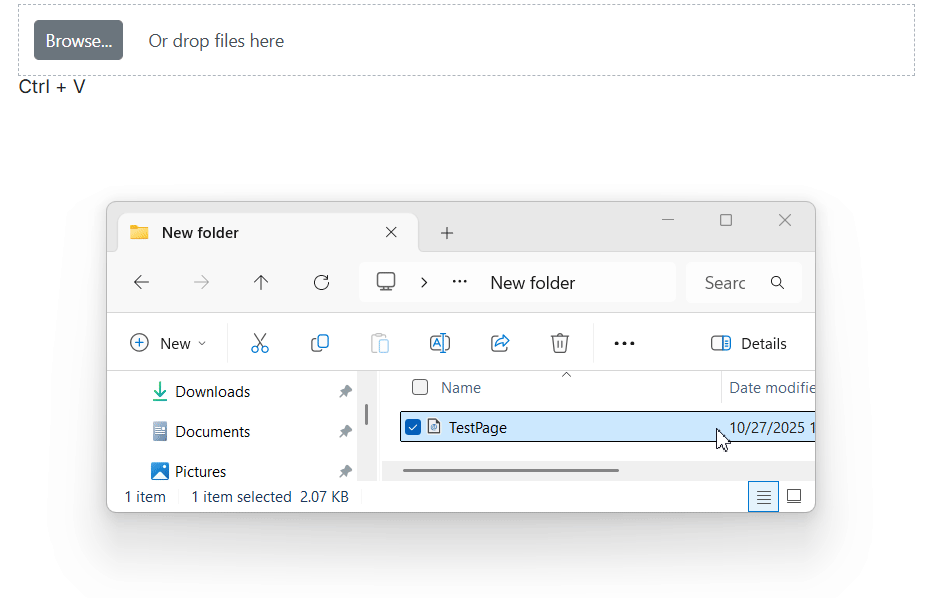 Browse... Or drop files here
Ctrl + V
New folder
New folder Searc
New Details
Downloads Name Date modifie
Documents TestPage 10/27/2025 1
Pictures
1 item 1 item selected 2.07 KB